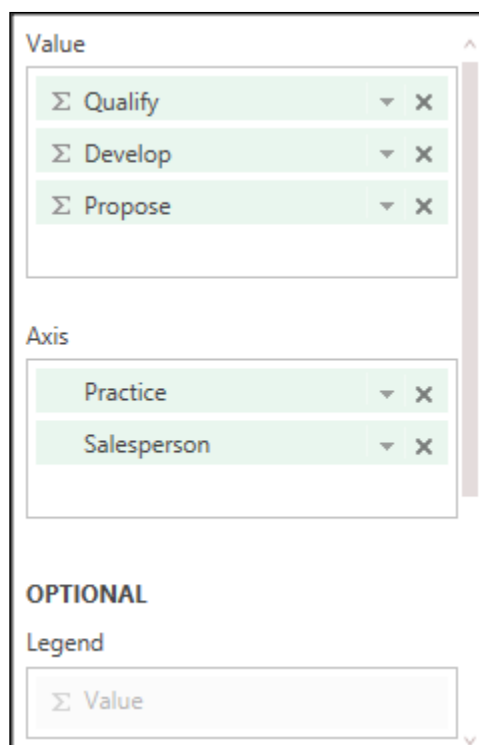 Value
Σ Qualify
Σ Develop
Σ Propose
Axis
Practice
Salesperson
OPTIONAL
Legend
Σ Value